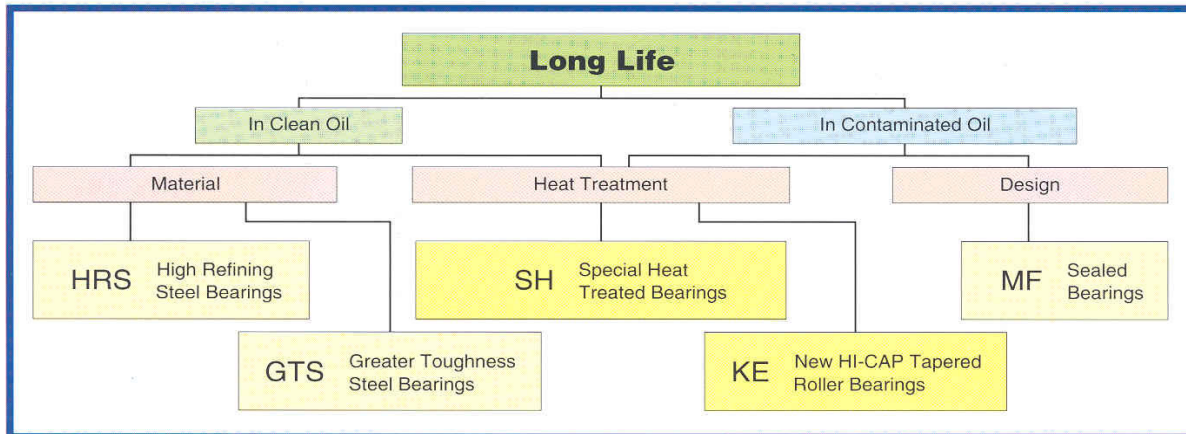 Long Life
In Clean Oil
In Contaminated Oil
Material
Heat Treatment
Design
HRS
High Refining
Steel Bearings
SH
Special Heat
Treated Bearings
MF
Sealed
Bearings
GTS
Greater Toughness
Steel Bearings
KE
New HI-CAP Tapered
Roller Bearings